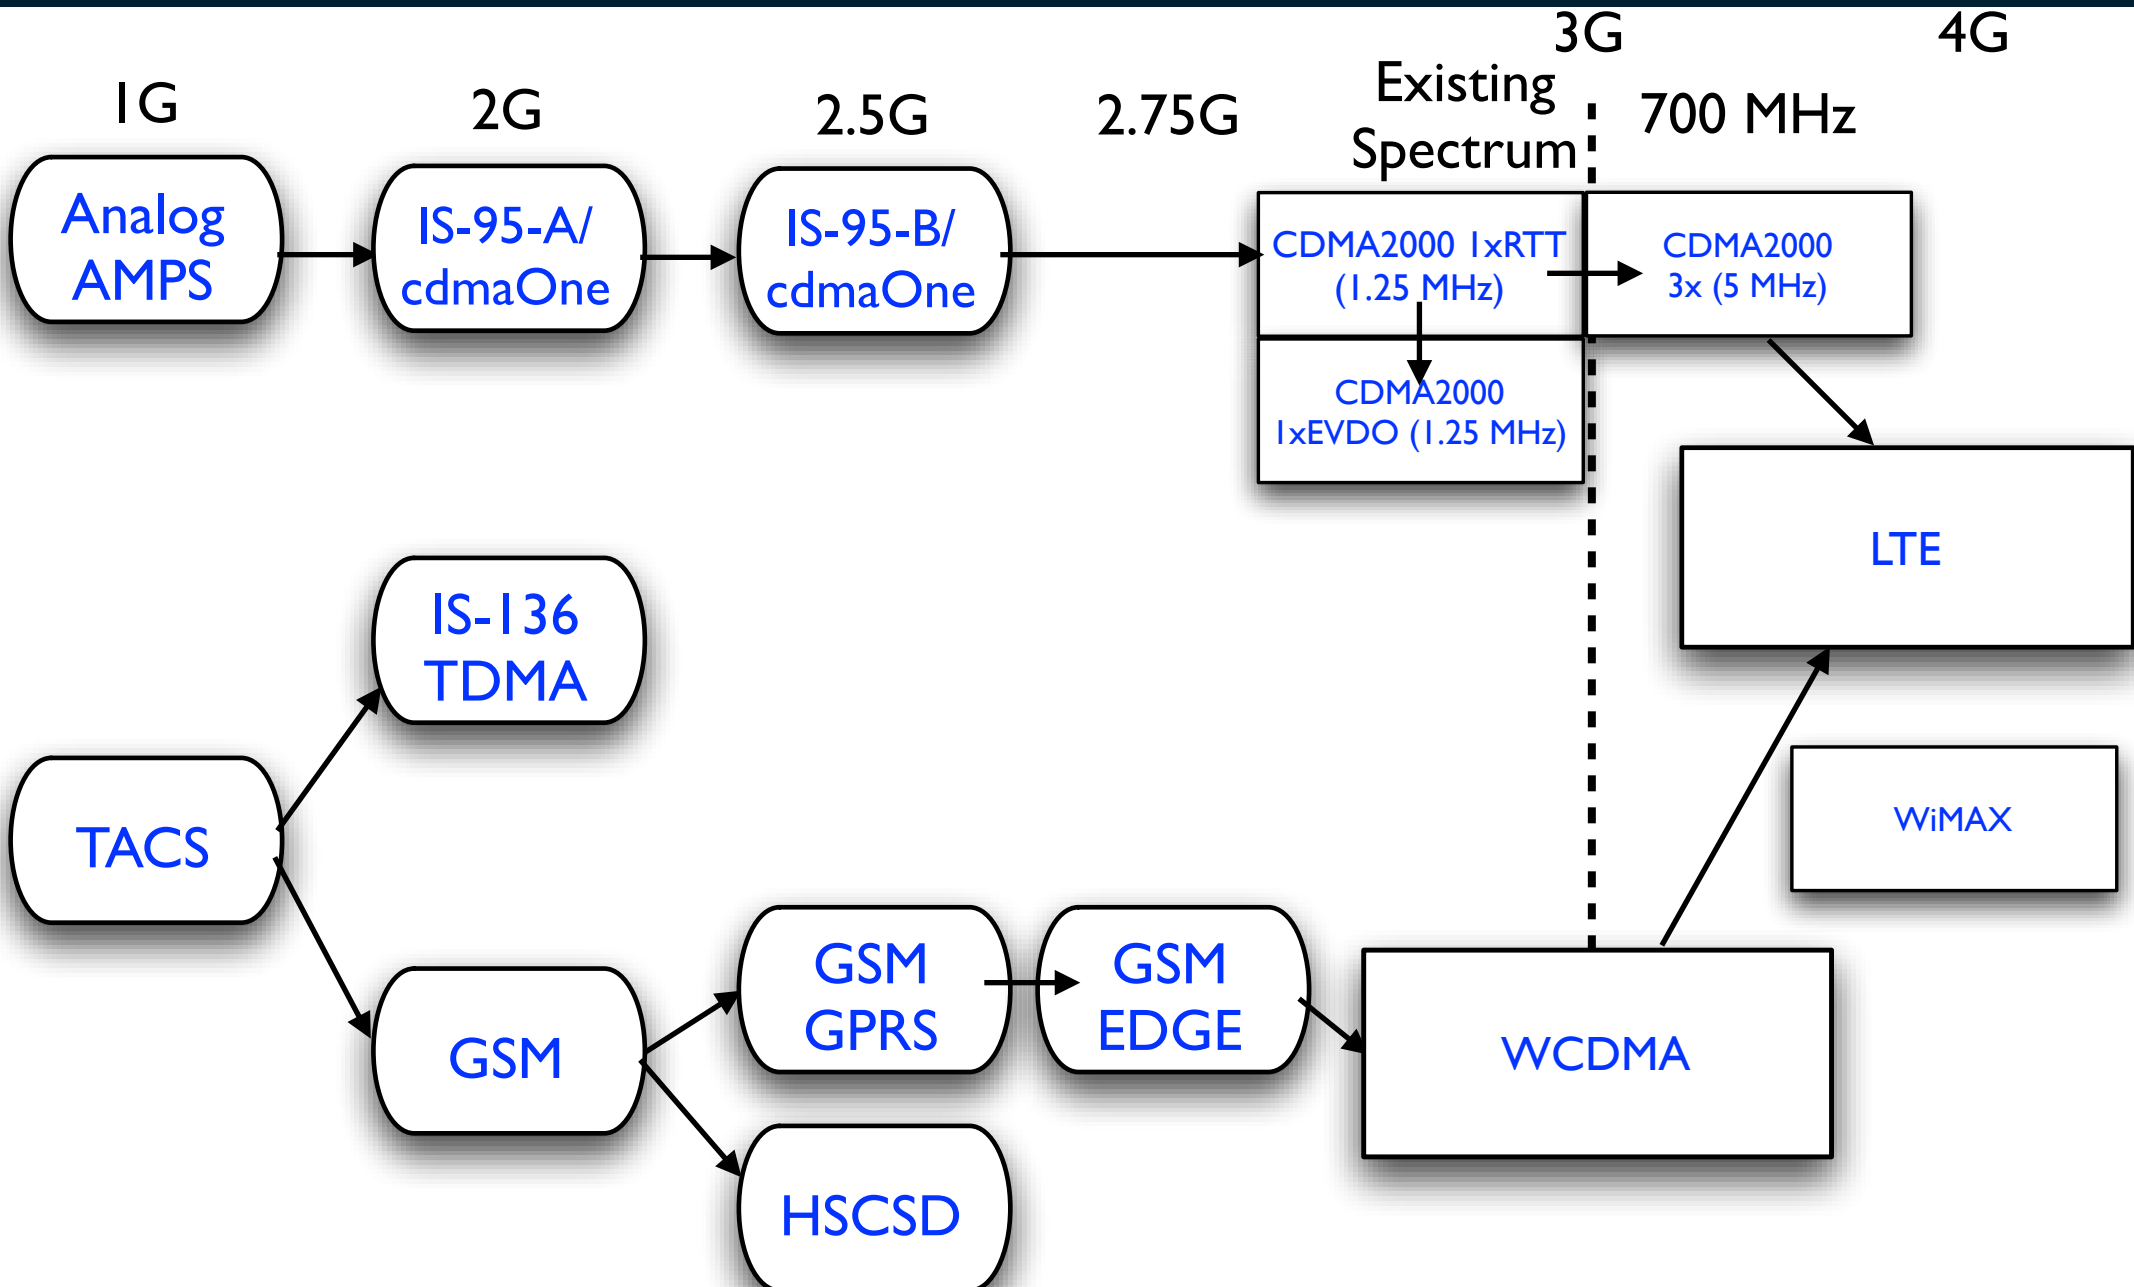 3G
4G
1G
2G
2.5G
2.75G
Existing
Spectrum
700 MHz
Analog
AMPS
IS-95-A/
cdmaOne
IS-95-B/
cdmaOne
CDMA2000 1xRTT
(1.25 MHz)
CDMA2000
3x (5 MHz)
CDMA2000
1xEVDO (1.25 MHz)
LTE
IS-136
TDMA
TACS
WiMAX
GSM
GSM
GPRS
GSM
EDGE
WCDMA
HSCSD